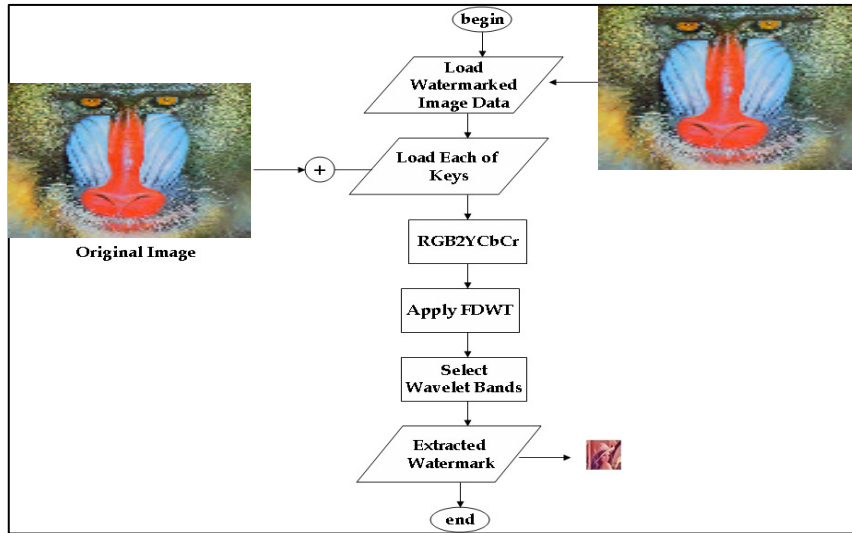 begin
Load
Watermarked
Image Data
Load Each of
Keys
+
Original Image
RGB2YCbCr
Apply FDWT
Select
Wavelet Bands
Extracted
Watermark
end